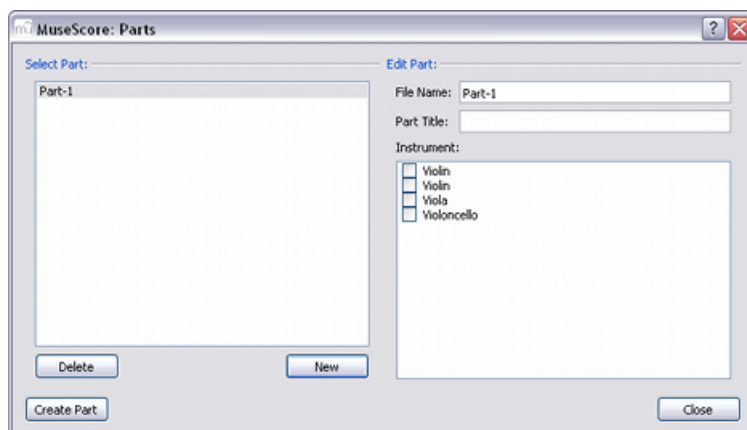 MuseScore: Parts
?
Select Part:
Part-1
Delete
New
Create Part
Edit Part:
File Name: Part-1
Part Title:
Instrument:
Violin
Violin
Viola
Violoncello
Close